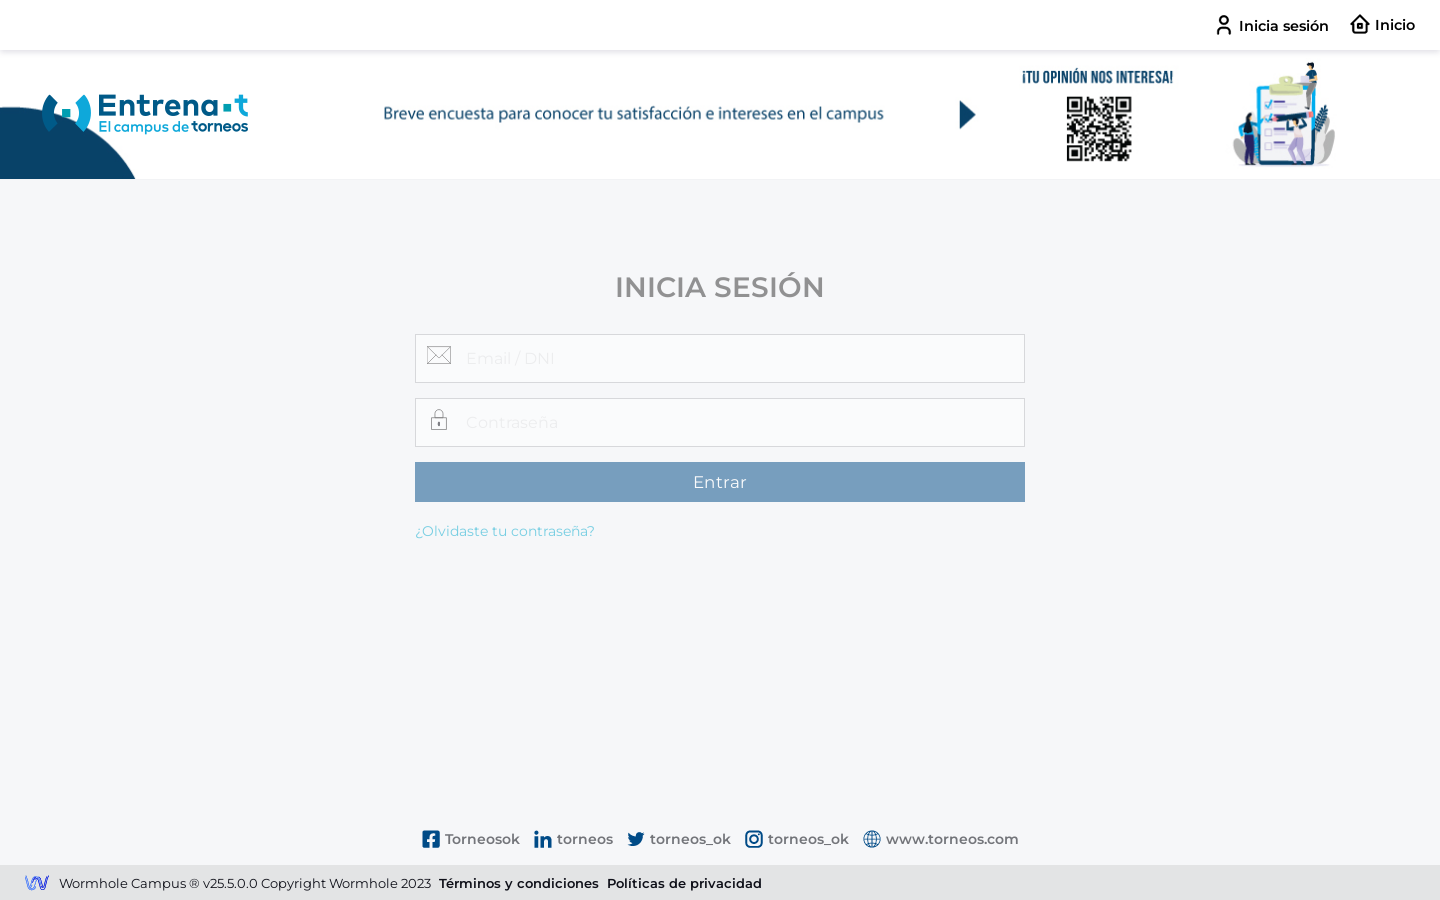 Inicia sesión
Inicio
Entrena t
El campus de torneos
Breve encuesta para conocer tu satisfacción e intereses en el campus
¡TU OPINIÓN NOS INTERESA!
INICIA SESIÓN
Email / DNI
Contraseña
Entrar
¿Olvidaste tu contraseña?
Torneosok
torneos
torneos_ok
torneos_ok
www.torneos.com
Wormhole Campus ® v25.5.0.0 Copyright Wormhole 2023 Términos y condiciones Políticas de privacidad